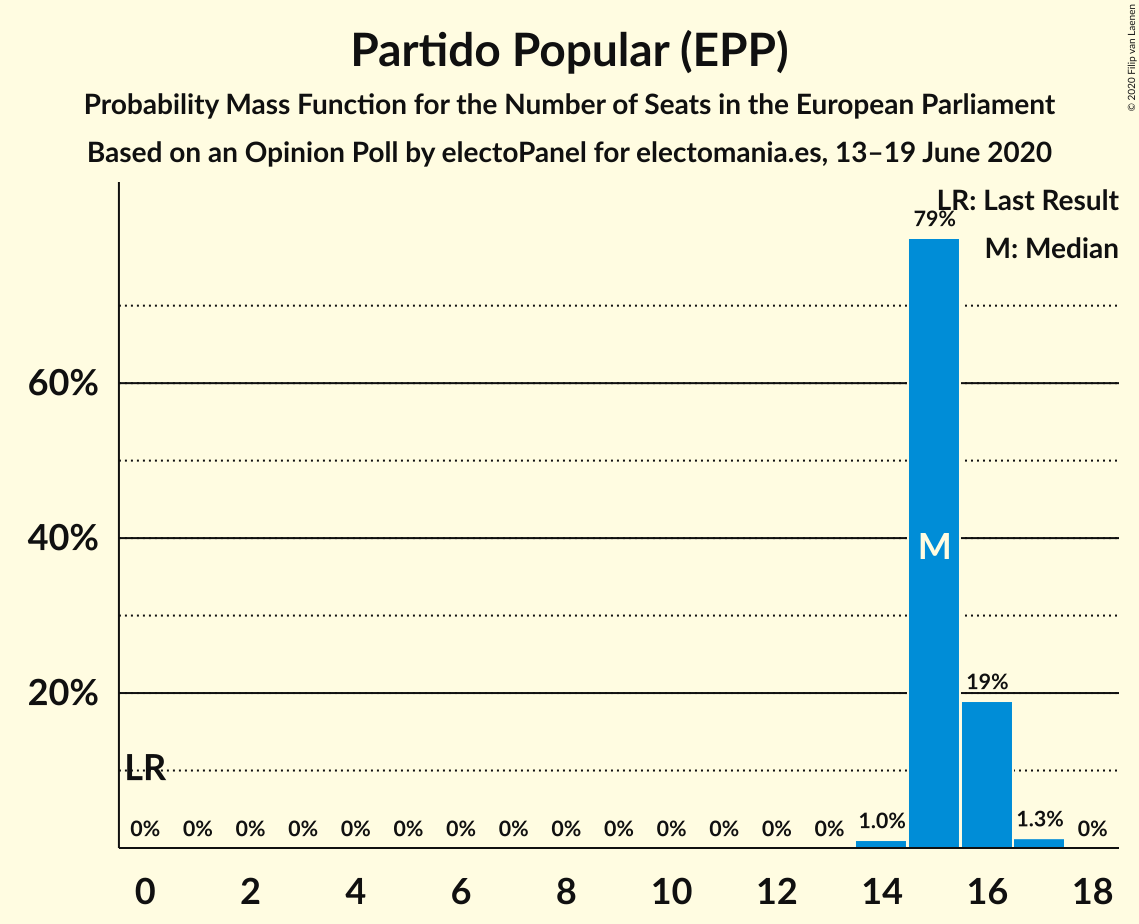 Partido Popular (EPP)
Probability Mass Function for the Number of Seats in the European Parliament
Based on an Opinion Poll by electoPanel for electomania.es, 13–19 June 2020
© 2020 Filip van Laenen
LR: Last Result
M: Median
79%
60%
40%
M
20%
19%
LR
0% 0% 0% 0% 0% 0% 0% 0% 0% 0% 0% 0% 0% 0% 1.0% 1.3% 0%
0 2 4 6 8 10 12 14 16 18